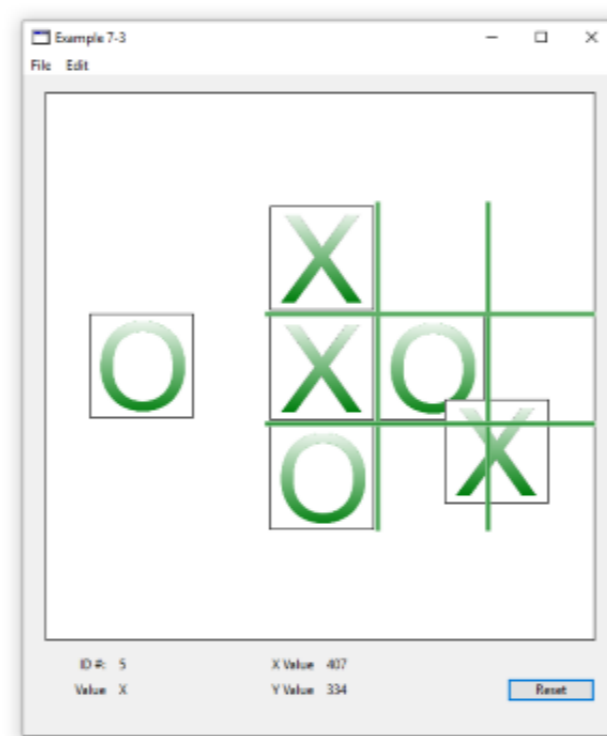 Example 7-3
File Edit
X
O X O
X
O
ID #: 5 X Value 407
Value X Y Value 334
Reset